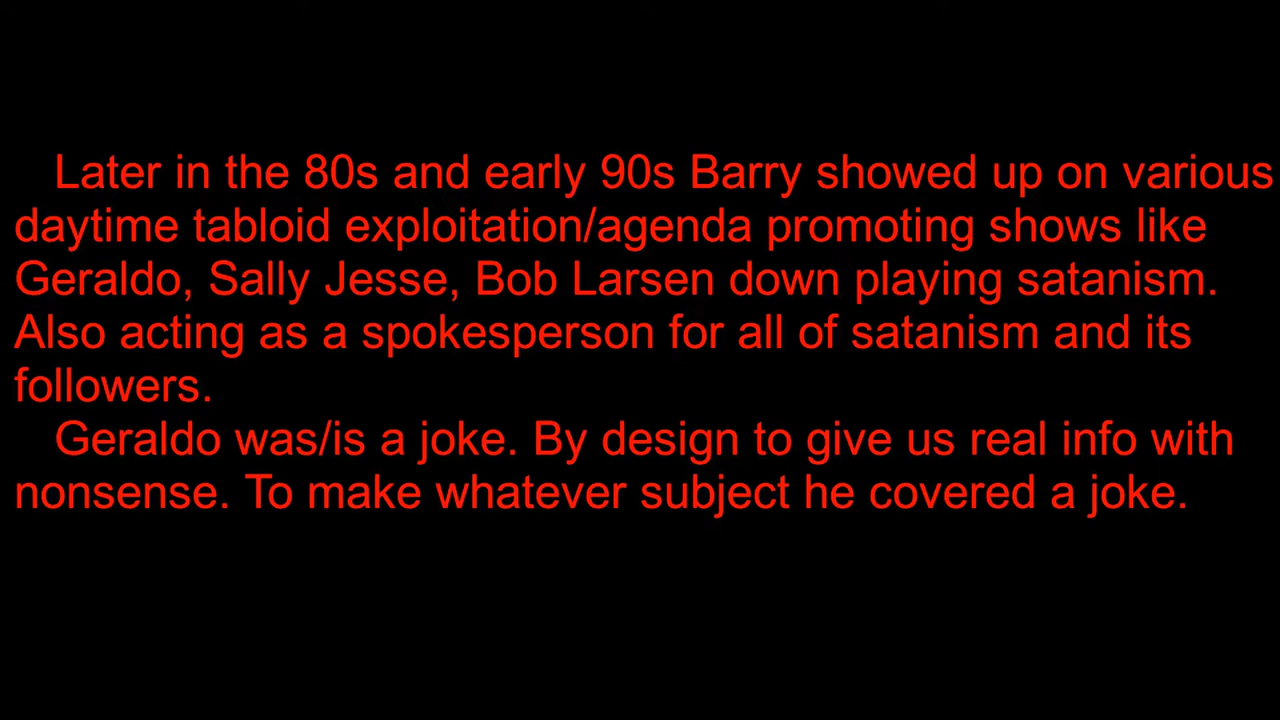 Later in the 80s and early 90s Barry showed up on various
daytime tabloid exploitation/agenda promoting shows like
Geraldo, Sally Jesse, Bob Larsen down playing satanism.
Also acting as a spokesperson for all of satanism and its
followers.
Geraldo was/is a joke. By design to give us real info with
nonsense. To make whatever subject he covered a joke.